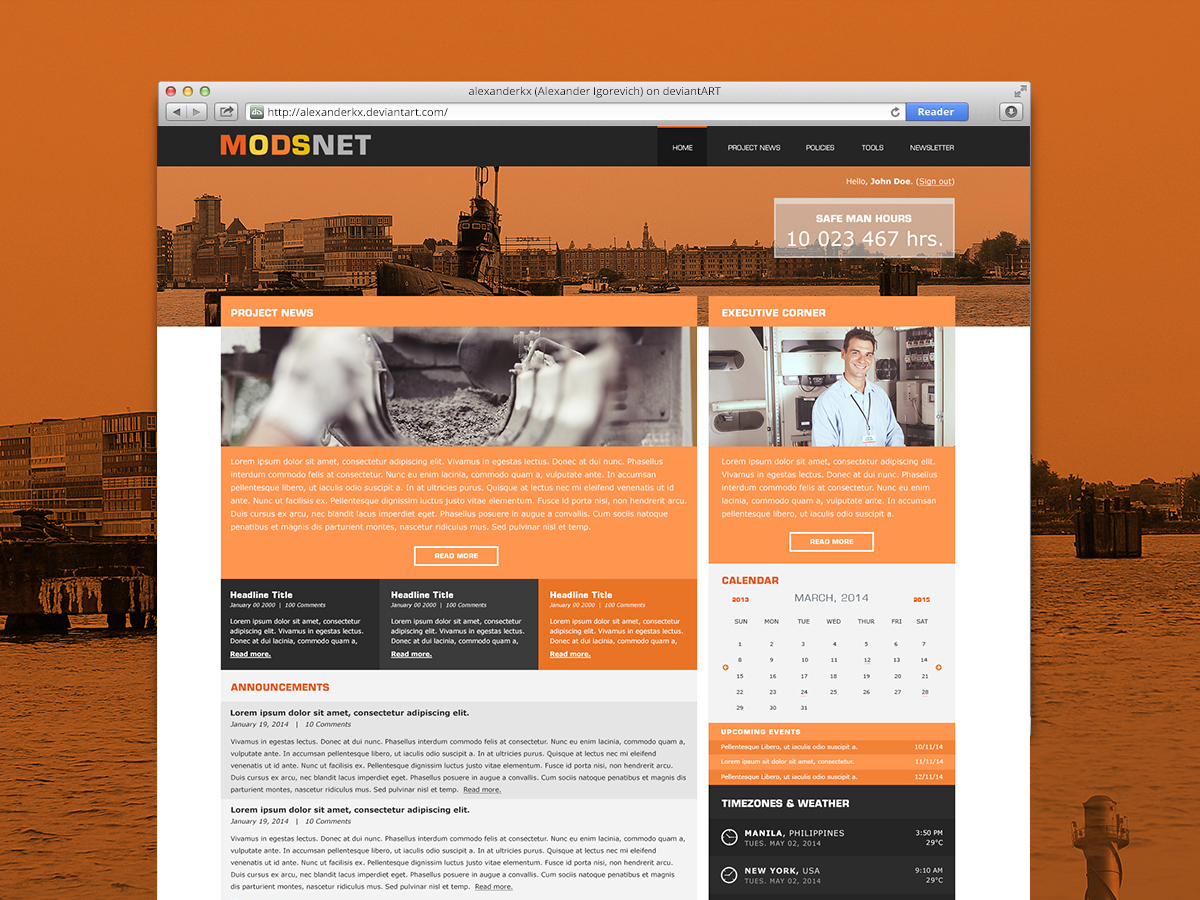 alexanderkx (Alexander Igorevich) on deviantART
http://alexanderkx.deviantart.com/
Reader
MODSNET
HOME
PROJECT NEWS
POLICIES
TOOLS
NEWSLETTER
Hello, John Doe. (Sign out)
SAFE MAN HOURS
10 023 467 hrs.
PROJECT NEWS
Lorem ipsum dolor sit amet, consectetur adipiscing elit. Vivamus in egestas lectus. Donec at dui nunc. Phasellus
interdum commodo felis at consectetur. Nunc eu enim lacinia, commodo quam a, vulputate ante. In accumsan
pellentesque libero, ut iaculis odio suscipit a. In at ultricies purus. Quisque at lectus nec mi eleifend venenatis ut id
ante. Nunc ut facilisis ex. Pellentesque dignissim luctus justo vitae elementum. Fusce id porta nisi, non hendrerit arcu.
Duis cursus ex arcu, nec blandit lacus imperdiet eget. Phasellus posuere in augue a convallis. Cum sociis natoque
penatibus et magnis dis parturient montes, nascetur ridiculus mus. Sed pulvinar nisl et temp.
READ MORE
EXECUTIVE CORNER
Lorem ipsum dolor sit amet, consectetur adipiscing elit.
Vivamus in egestas lectus. Donec at dui nunc. Phasellus
interdum commodo felis at consectetur. Nunc eu enim
lacinia, commodo quam a, vulputate ante. In accumsan
pellentesque libero, ut iaculis odio suscipit a.
READ MORE
Headline Title
January 00 2000 | 100 Comments
Lorem ipsum dolor sit amet, consectetur
adipiscing elit. Vivamus in egestas lectus.
Donec at dui lacinia, commodo quam a,
Read more.
Headline Title
January 00 2000 | 100 Comments
Lorem ipsum dolor sit amet, consectetur
adipiscing elit. Vivamus in egestas lectus.
Donec at dui lacinia, commodo quam a,
Read more.
Headline Title
January 00 2000 | 100 Comments
Lorem ipsum dolor sit amet, consectetur
adipiscing elit. Vivamus in egestas lectus.
Donec at dui lacinia, commodo quam a,
Read more.
ANNOUNCEMENTS
Lorem ipsum dolor sit amet, consectetur adipiscing elit.
January 19, 2014 | 10 Comments
Vivamus in egestas lectus. Donec at dui nunc. Phasellus interdum commodo felis at consectetur. Nunc eu enim lacinia, commodo quam a,
vulputate ante. In accumsan pellentesque libero, ut iaculis odio suscipit a. In at ultricies purus. Quisque at lectus nec mi eleifend
venenatis ut id ante. Nunc ut facilisis ex. Pellentesque dignissim luctus justo vitae elementum. Fusce id porta nisi, non hendrerit arcu.
Duis cursus ex arcu, nec blandit lacus imperdiet eget. Phasellus posuere in augue a convallis. Cum sociis natoque penatibus et magnis dis
parturient montes, nascetur ridiculus mus. Sed pulvinar nisl et temp. Read more.
Lorem ipsum dolor sit amet, consectetur adipiscing elit.
January 19, 2014 | 10 Comments
Vivamus in egestas lectus. Donec at dui nunc. Phasellus interdum commodo felis at consectetur. Nunc eu enim lacinia, commodo quam a,
vulputate ante. In accumsan pellentesque libero, ut iaculis odio suscipit a. In at ultricies purus. Quisque at lectus nec mi eleifend
venenatis ut id ante. Nunc ut facilisis ex. Pellentesque dignissim luctus justo vitae elementum. Fusce id porta nisi, non hendrerit
arcu. Duis cursus ex arcu, nec blandit lacus imperdiet eget. Phasellus posuere in augue a convallis. Cum sociis natoque et magnis
dis parturient montes, nascetur ridiculus mus. Sed pulvinar nisl et temp. Read more.
CALENDAR
2013 MARCH, 2014 2015
SUN MON TUE WED THUR FRI SAT
1 2 3 4 5 6 7
8 9 10 11 12 13 14
15 16 17 18 19 20 21
22 23 24 25 26 27 28
29 30 31
UPCOMING EVENTS
Pellentesque Libero, ut iaculis odio suscipit a. 10/11/14
Lorem ipsum dolor sit amet, consectetur. 11/11/14
Pellentesque Libero, ut iaculis odio suscipit a. 12/11/14
TIMEZONES & WEATHER
MANILA, PHILIPPINES 3:50 PM
TUES. MAY 02, 2014 29°C
NEW YORK, USA 9:10 AM
TUES. MAY 02, 2014 29°C